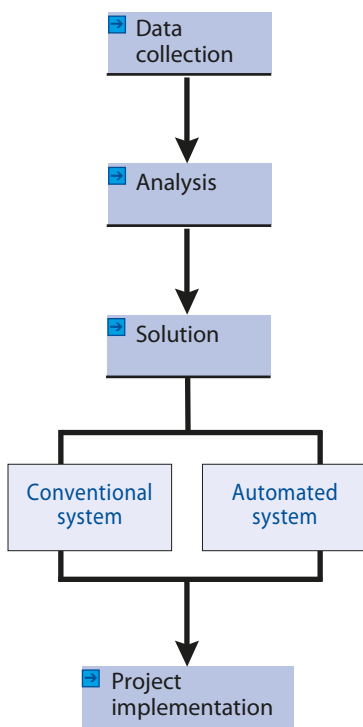 Data
collection
Analysis
Solution
Conventional
system
Automated
system
Project
implementation